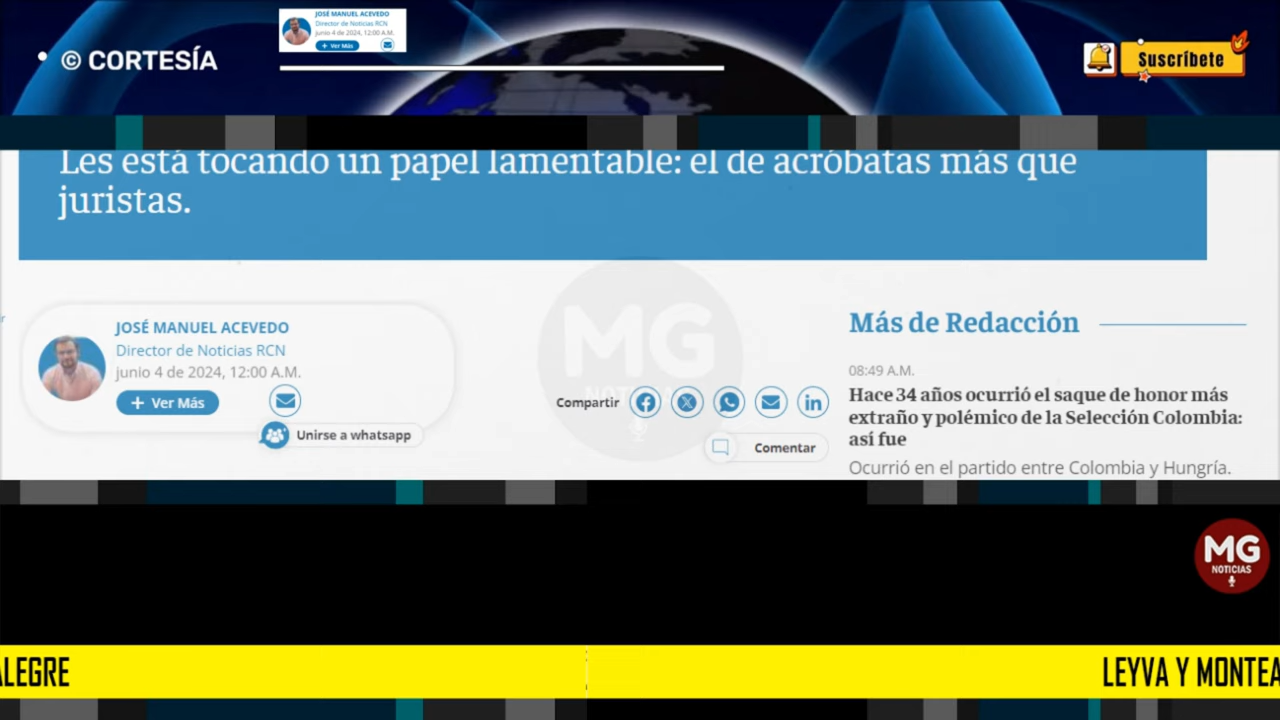 JOSÉ MANUEL ACEVEDO
Director de Noticias RCN
junio 4 de 2024, 12:00 A.M.
+ Ver Más
© CORTESÍA
Suscríbete
Les está tocando un papel lamentable: el de acróbatas más que
juristas.
JOSÉ MANUEL ACEVEDO
Director de Noticias RCN
junio 4 de 2024, 12:00 A.M.
+ Ver Más
Unirse a whatsapp
MG
NOTICIAS
Compartir
Comentar
Más de Redacción
08:49 A.M.
Hace 34 años ocurrió el saque de honor más
extraño y polémico de la Selección Colombia:
así fue
Ocurrió en el partido entre Colombia y Hungría.
MG
NOTICIAS
ALEGRE
LEYVA Y MONTEA